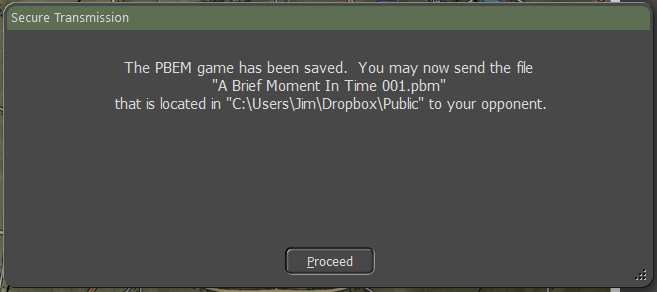 Secure Transmission
The PBEM game has been saved.  You may now send the file
"A Brief Moment In Time 001.pbm"
that is located in "C:\Users\Jim\Dropbox\Public" to your opponent.
Proceed